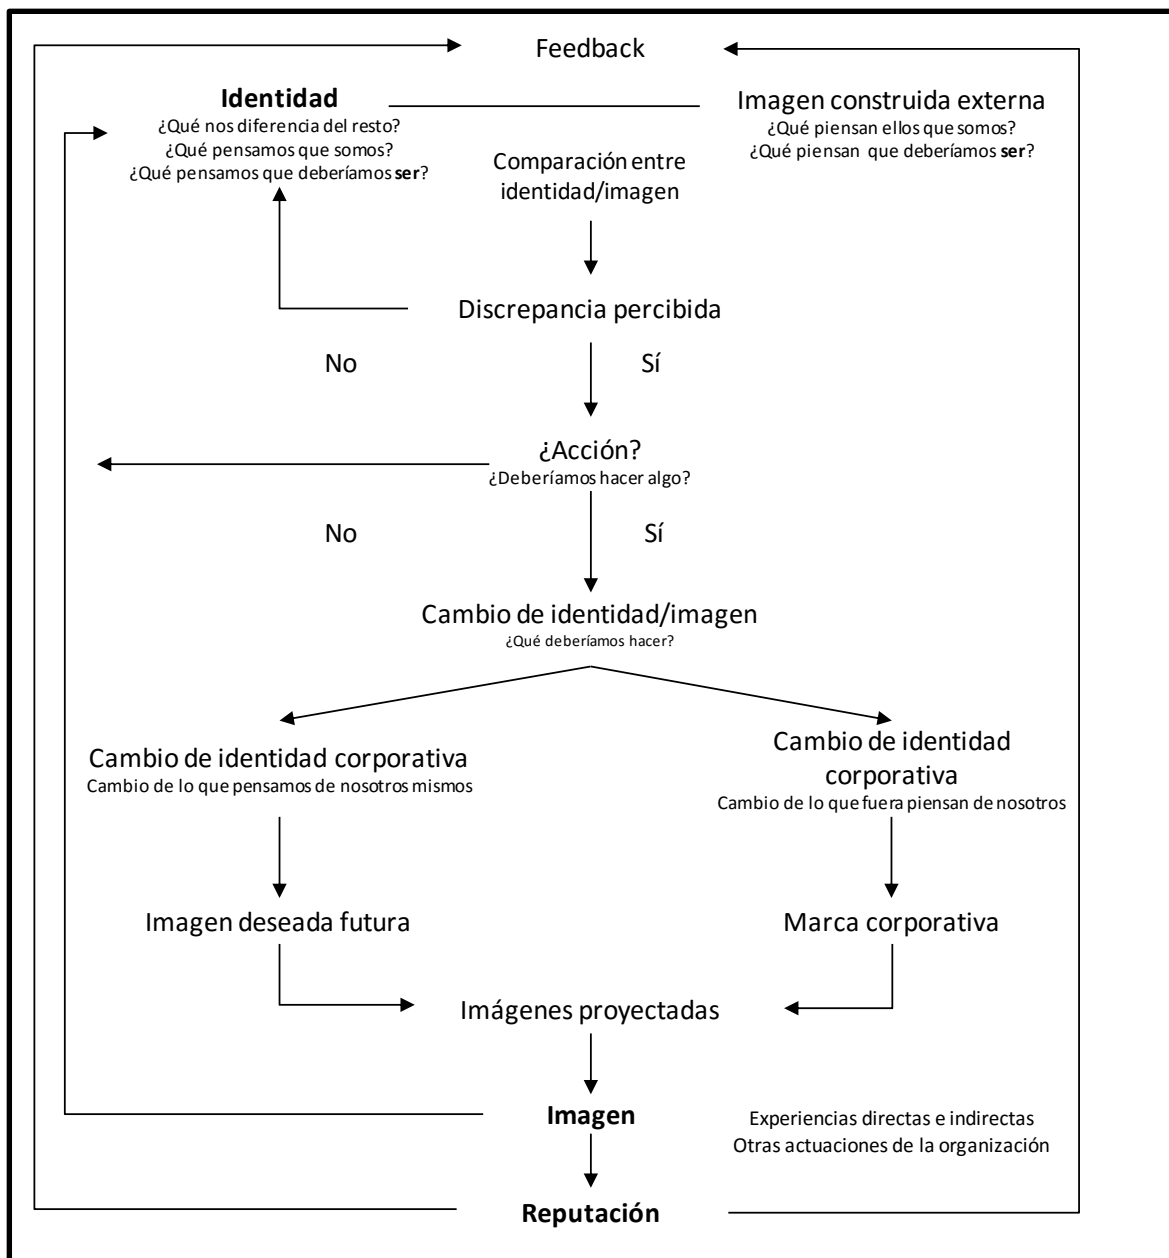 Feedback
Identidad
¿Qué nos diferencia del resto?
¿Qué pensamos que somos?
¿Qué pensamos que deberíamos ser?
Imagen construida externa
¿Qué piensan ellos que somos?
¿Qué piensan que deberíamos ser?
Comparación entre
identidad/imagen
Discrepancia percibida
No
Sí
¿Acción?
¿Deberíamos hacer algo?
No
Sí
Cambio de identidad/imagen
¿Qué deberíamos hacer?
Cambio de identidad corporativa
Cambio de lo que pensamos de nosotros mismos
Cambio de identidad
corporativa
Cambio de lo que fuera piensan de nosotros
Imagen deseada futura
Marca corporativa
Imágenes proyectadas
Imagen
Experiencias directas e indirectas
Otras actuaciones de la organización
Reputación